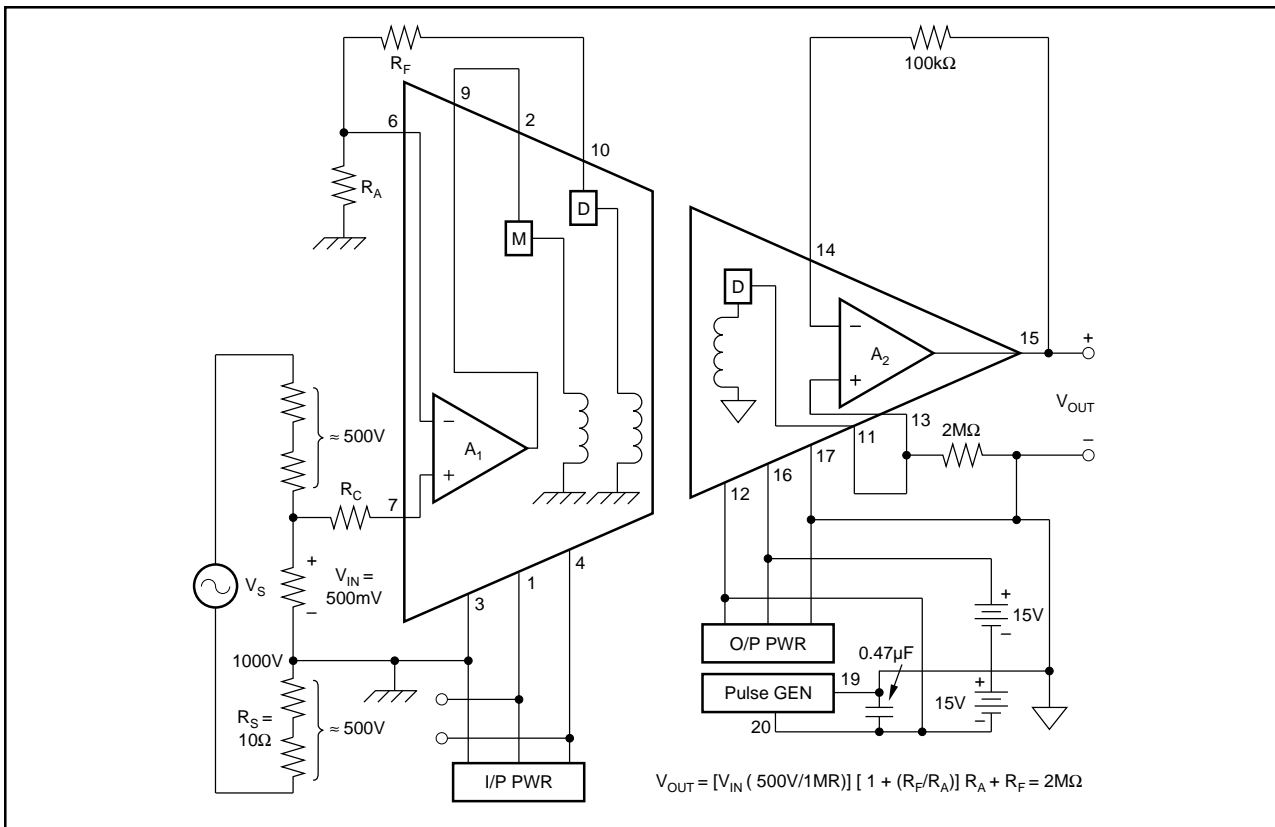 R_F
100kΩ
9
6
2
10
R_A
D
M
14
D
−
A_2
+
15
+
V_OUT
−
13
11
2MΩ
17
16
12
≈ 500V
−
A_1
+
R_C
7
V_S
+
V_IN =
500mV
−
4
1
3
1000V
R_S =
10Ω
≈ 500V
I/P PWR
O/P PWR
+
15V
−
0.47µF
Pulse GEN
19
20
+
15V
−
V_OUT = [V_IN ( 500V/1MR)] [ 1 + (R_F/R_A)] R_A + R_F = 2MΩ